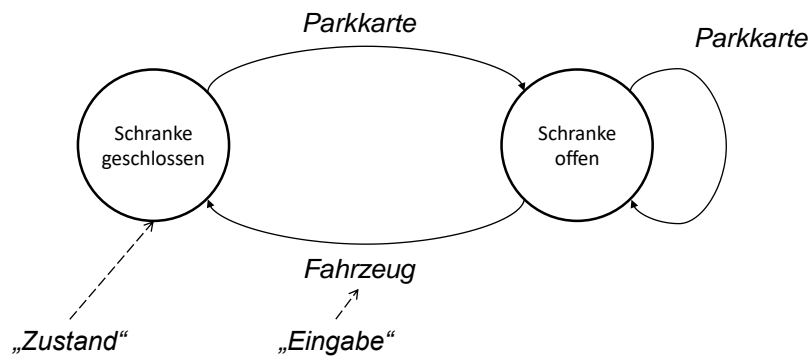 Parkkarte
Parkkarte
Schranke
geschlossen
Schranke
offen
Fahrzeug
„Zustand“
„Eingabe“